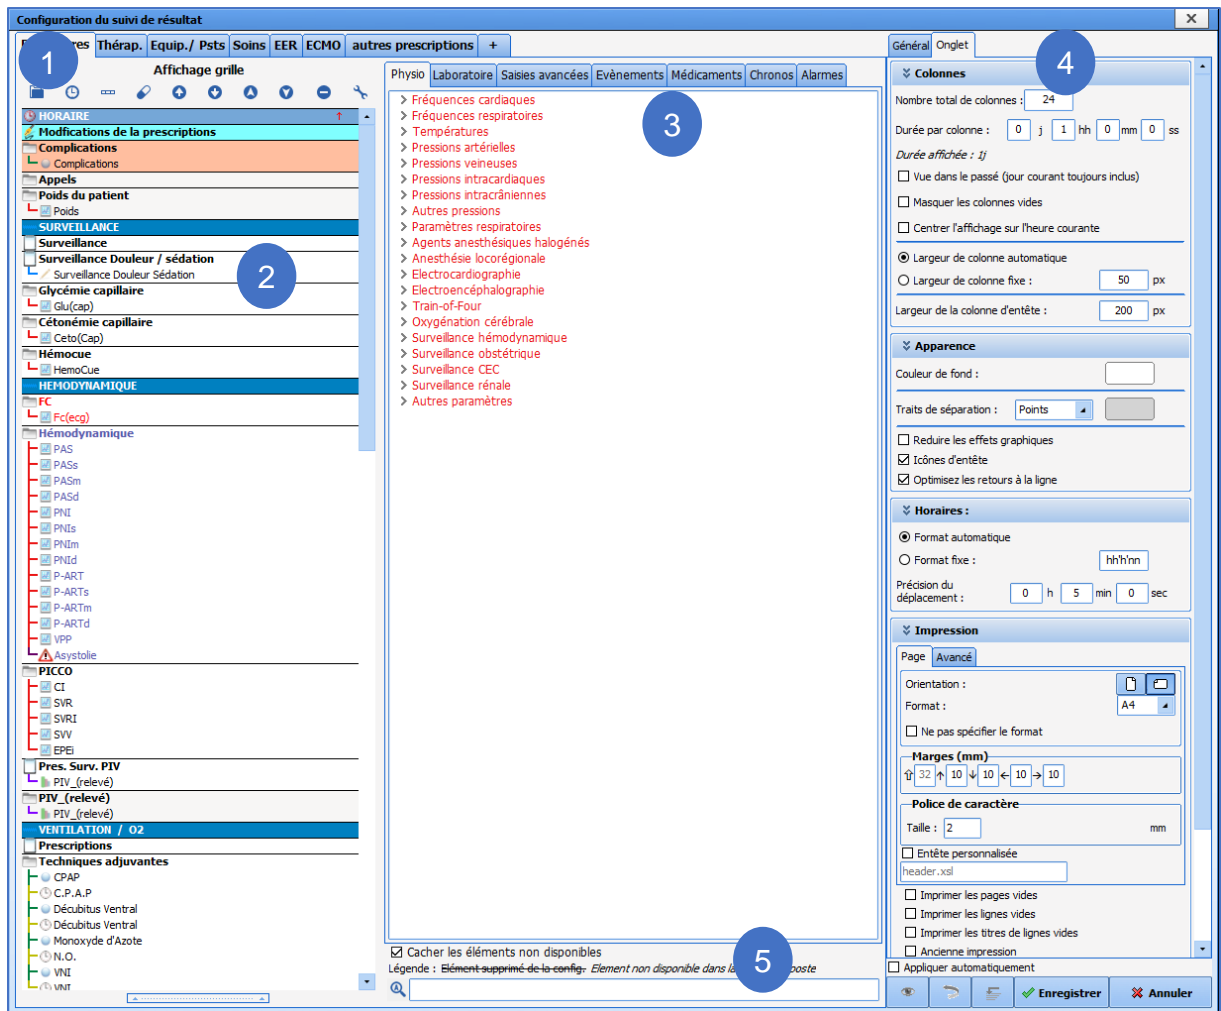 Configuration du suivi de résultat
Thérap. Equip./ Psts Soins EER ECMO autres prescriptions +
1
Affichage grille
HORAIRE
Modfications de la prescriptions
Complications
Complications
Appels
Poids du patient
Poids
SURVEILLANCE
Surveillance
Surveillance Douleur / sédation
Surveillance Douleur Sédation
2
Glycémie capillaire
Glu(cap)
Cétonémie capillaire
Ceto(Cap)
Hémocue
HemoCue
HEMODYNAMIQUE
FC
Fc(ecg)
Hémodynamique
PAS
PASs
PASm
PASd
PNI
PNIs
PNIm
PNId
P-ART
P-ARTs
P-ARTm
P-ARTd
VPP
Asystolie
PICCO
CI
SVR
SVRI
SVV
EPEi
Pres. Surv. PIV
PIV_(relevé)
PIV_(relevé)
PIV_(relevé)
VENTILATION / O2
Prescriptions
Techniques adjuvantes
CPAP
C.P.A.P
Décubitus Ventral
Décubitus Ventral
Monoxyde d'Azote
N.O.
VNI
VNI
Physio Laboratoire Saisies avancées Evènements Médicaments Chronos Alarmes
3
Fréquences cardiaques
Fréquences respiratoires
Températures
Pressions artérielles
Pressions veineuses
Pressions intracardiaques
Pressions intracrâniennes
Autres pressions
Paramètres respiratoires
Agents anesthésiques halogénés
Anesthésie locorégionale
Electrocardiographie
Electroencéphalographie
Train-of-Four
Oxygénation cérébrale
Surveillance hémodynamique
Surveillance obstétrique
Surveillance CEC
Surveillance rénale
Autres paramètres
Cacher les éléments non disponibles
Légende : Elément supprimé de la config. Element non disponible dans
5
Général Onglet
4
Colonnes
Nombre total de colonnes : 24
Durée par colonne : 0 j 1 hh 0 mm 0 ss
Durée affichée : 1j
Vue dans le passé (jour courant toujours inclus)
Masquer les colonnes vides
Centrer l'affichage sur l'heure courante
Largeur de colonne automatique
Largeur de colonne fixe : 50 px
Largeur de la colonne d'entête : 200 px
Apparence
Couleur de fond :
Traits de séparation : Points
Reduire les effets graphiques
Icônes d'entête
Optimisez les retours à la ligne
Horaires :
Format automatique
Format fixe : hh'h'nn
Précision du
déplacement : 0 h 5 min 0 sec
Impression
Page Avancé
Orientation :
Format : A4
Ne pas spécifier le format
Marges (mm)
32 10 10 10 10
Police de caractère
Taille : 2 mm
Entête personnalisée
header.xsl
Imprimer les pages vides
Imprimer les lignes vides
Imprimer les titres de lignes vides
Ancienne impression
Appliquer automatiquement
Enregistrer Annuler